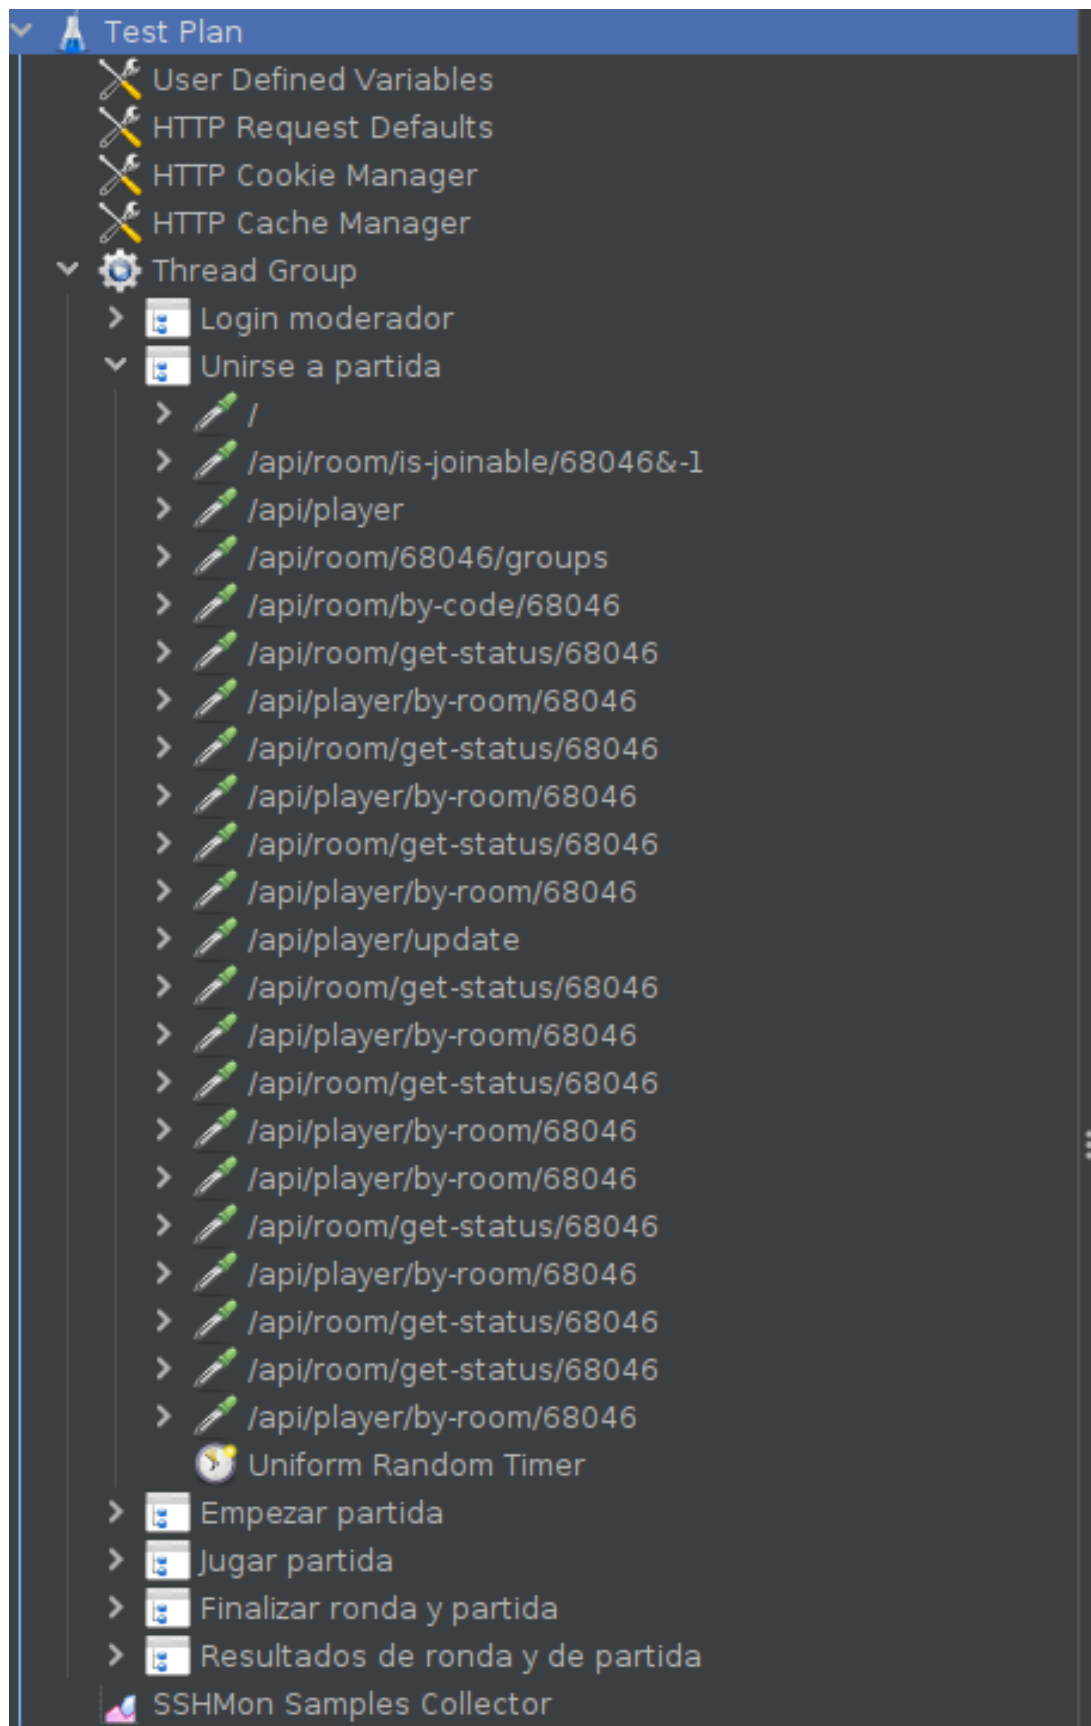 Test Plan
User Defined Variables
HTTP Request Defaults
HTTP Cookie Manager
HTTP Cache Manager
Thread Group
Login moderador
Unirse a partida
/
/api/room/is-joinable/68046&-1
/api/player
/api/room/68046/groups
/api/room/by-code/68046
/api/room/get-status/68046
/api/player/by-room/68046
/api/room/get-status/68046
/api/player/by-room/68046
/api/room/get-status/68046
/api/player/by-room/68046
/api/player/update
/api/room/get-status/68046
/api/player/by-room/68046
/api/room/get-status/68046
/api/player/by-room/68046
/api/player/by-room/68046
/api/room/get-status/68046
/api/player/by-room/68046
/api/room/get-status/68046
/api/room/get-status/68046
/api/player/by-room/68046
Uniform Random Timer
Empezar partida
Jugar partida
Finalizar ronda y partida
Resultados de ronda y de partida
SSHMon Samples Collector